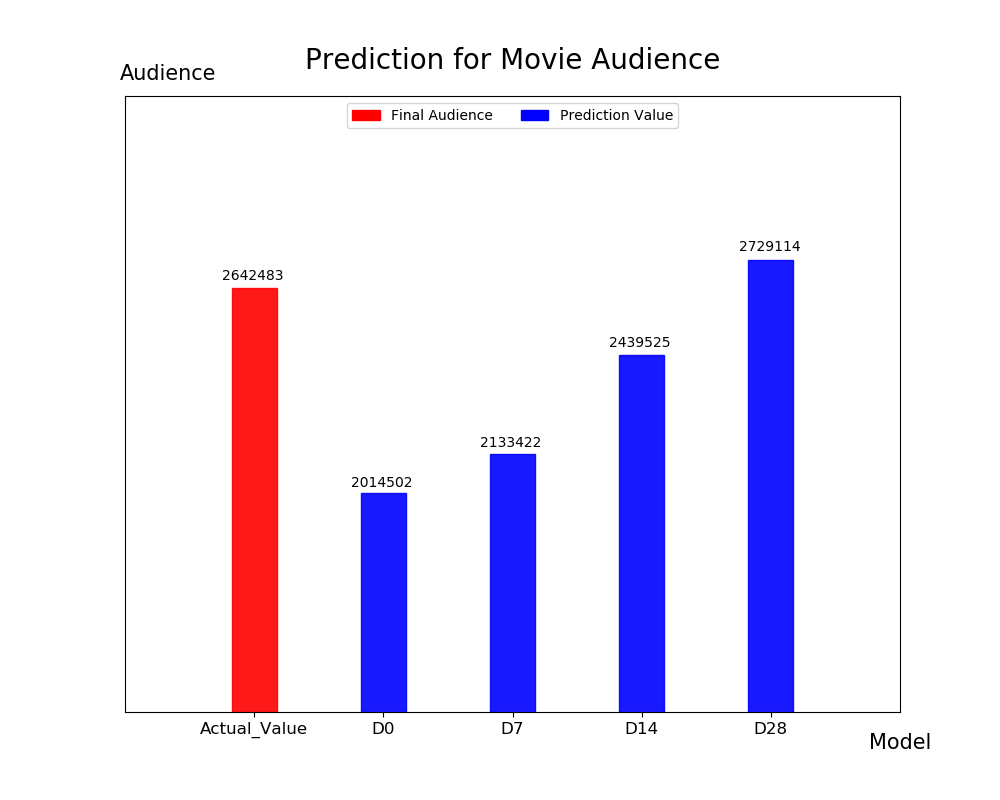 Prediction for Movie Audience
Audience
Final Audience Prediction Value
2729114
2642483
2439525
2133422
2014502
Actual_Value D0 D7 D14 D28
Model